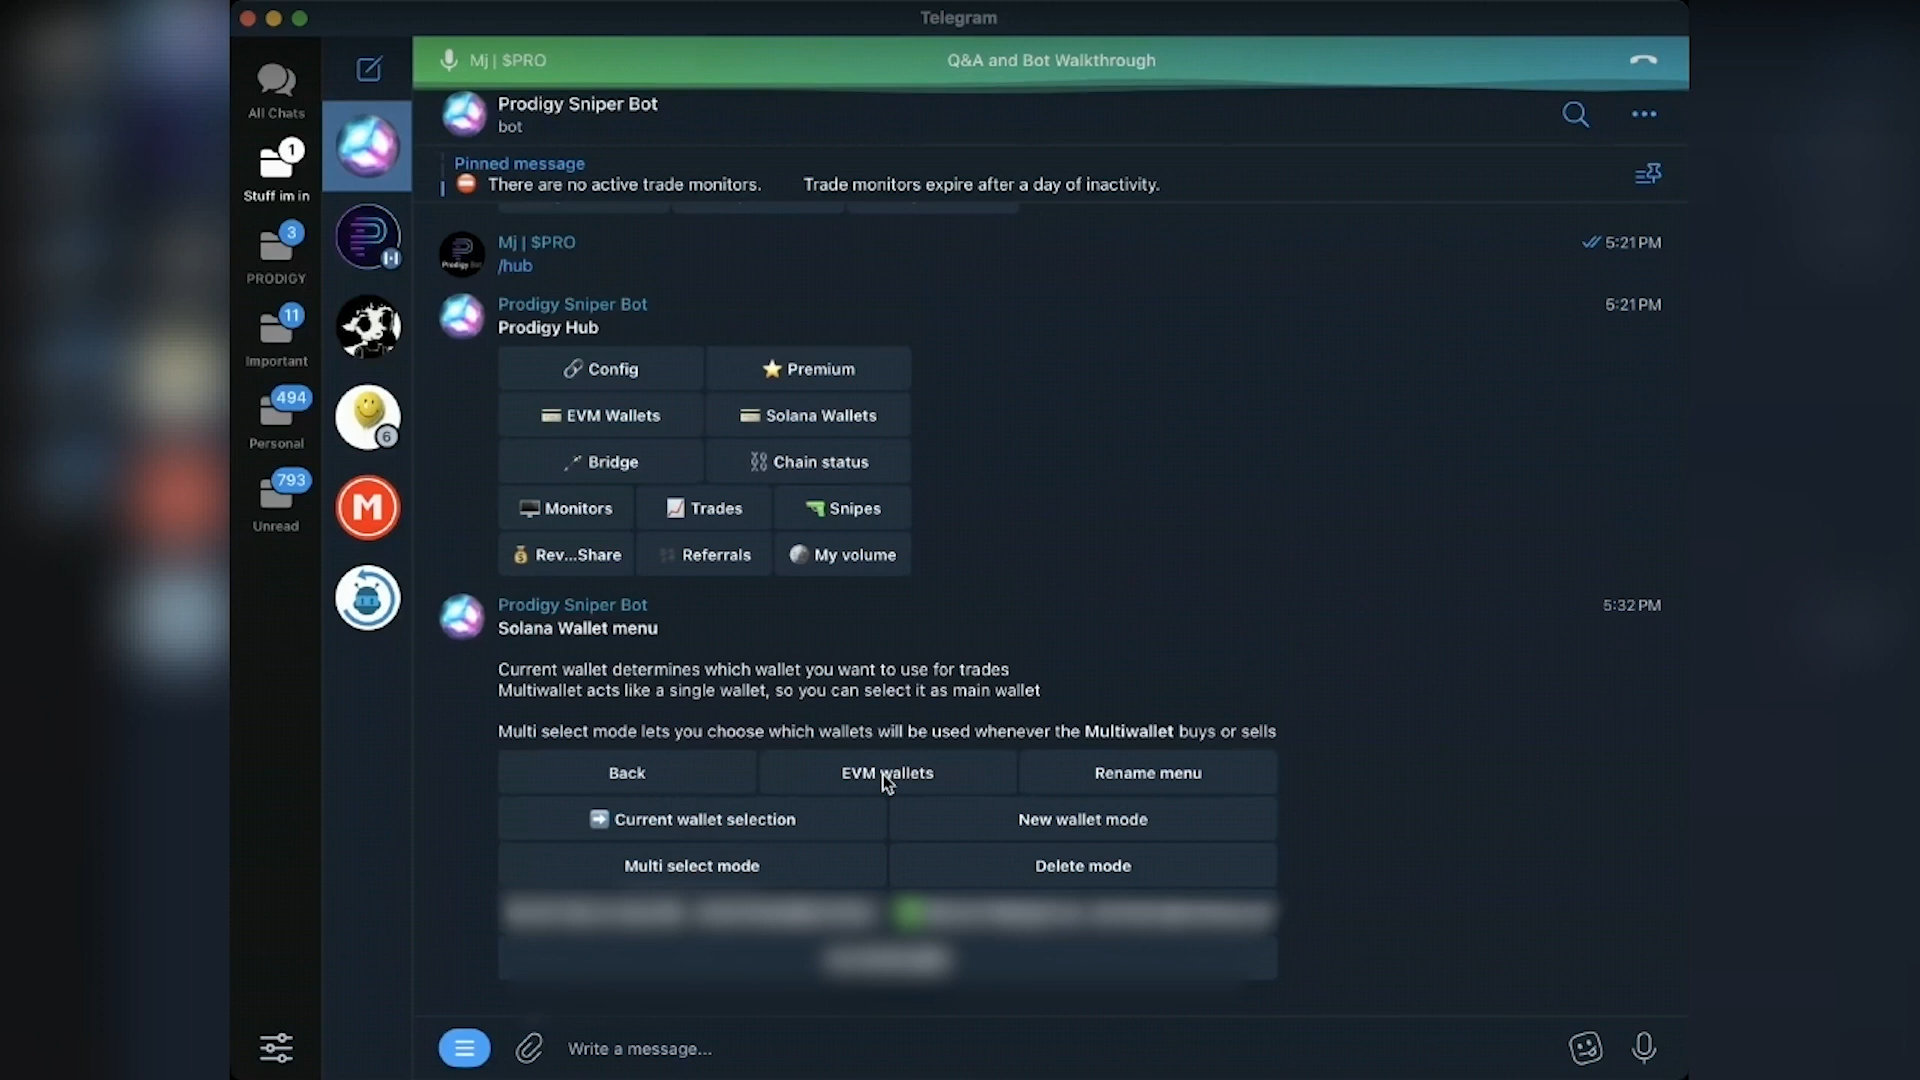 Telegram
Mj | $PRO
Q&A and Bot Walkthrough
All Chats
1
Stuff im in
3
PRODIGY
11
Important
494
Personal
793
Unread
6
M
Prodigy Sniper Bot
bot
Pinned message
There are no active trade monitors. Trade monitors expire after a day of inactivity.
Mj | $PRO
5:21 PM
/hub
Prodigy Sniper Bot
5:21 PM
Prodigy Hub
Config
Premium
EVM Wallets
Solana Wallets
Bridge
Chain status
Monitors
Trades
Snipes
Rev...Share
Referrals
My volume
Prodigy Sniper Bot
5:32 PM
Solana Wallet menu
Current wallet determines which wallet you want to use for trades
Multiwallet acts like a single wallet, so you can select it as main wallet
Multi select mode lets you choose which wallets will be used whenever the Multiwallet buys or sells
Back
EVM wallets
Rename menu
Current wallet selection
New wallet mode
Multi select mode
Delete mode
Write a message...